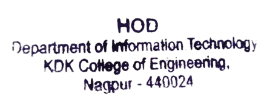 HOD
Department of Information Technology
KDK College of Engineering,
Nagpur - 440024